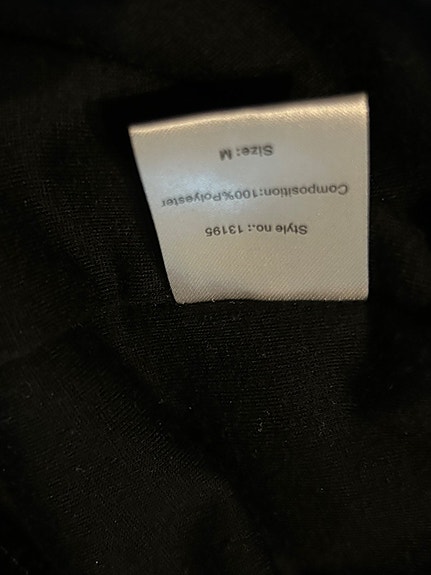 Style no.: 13195
Composition:100%Polyester
Size: M